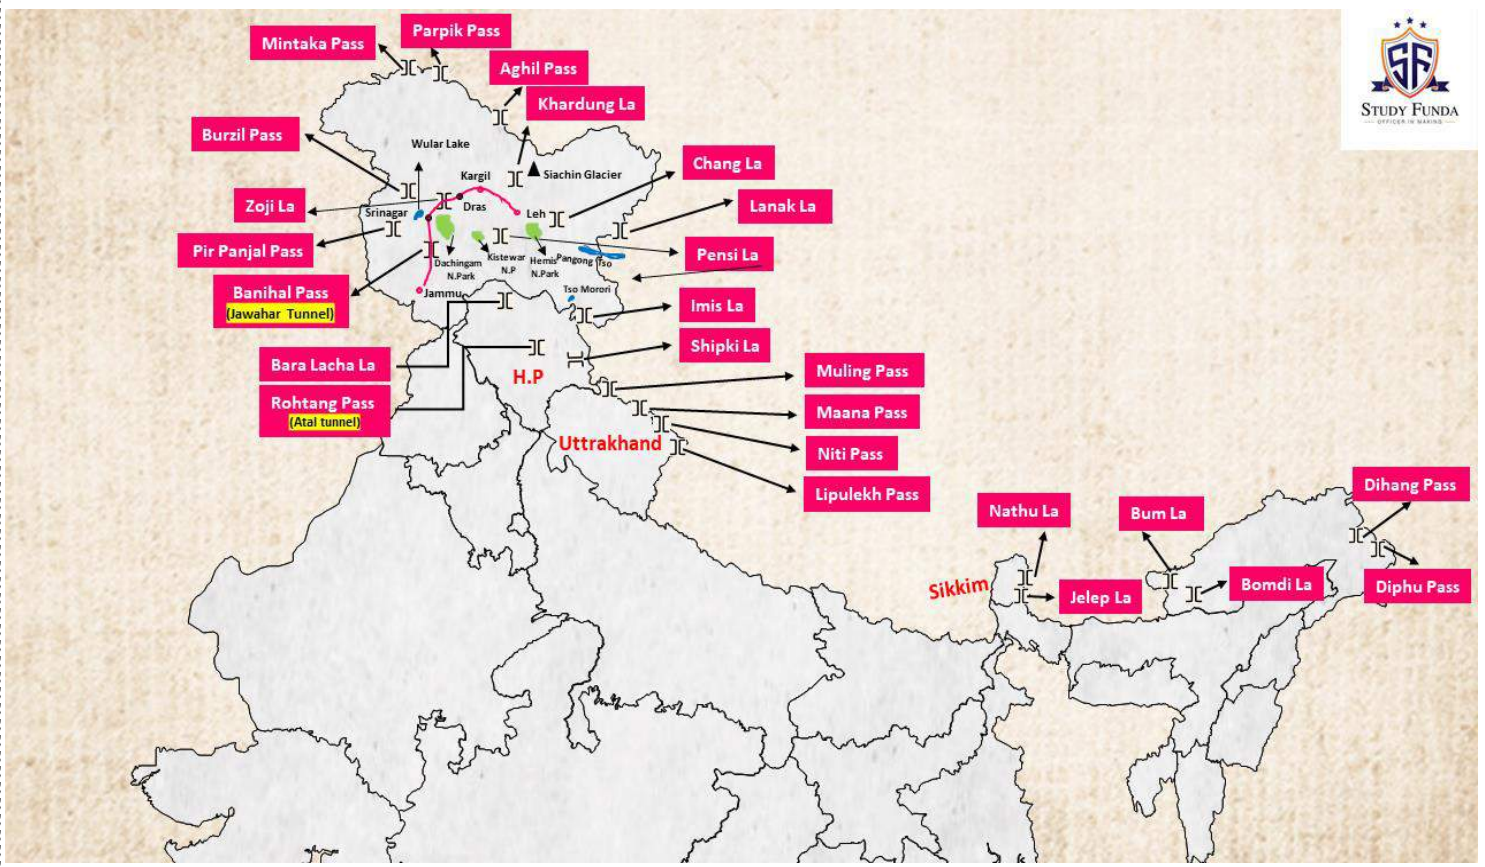 Parpik Pass
Mintaka Pass
Aghil Pass
Khardung La
STUDY FUNDA
OFFICER IN MAKING
Burzil Pass
Wular Lake
Chang La
Kargil
Siachin Glacier
Zoji La
Srinagar
Dras
Leh
Lanak La
Pir Panjal Pass
Pensi La
Dachingam
N.Park
Kistewar
N.P
Hemis
N.Park
Pangong Tso
Banihal Pass
(Jawahar Tunnel)
Jammu
Tso Morori
Imis La
Shipki La
Bara Lacha La
H.P
Muling Pass
Rohtang Pass
(Atal tunnel)
Maana Pass
Uttrakhand
Niti Pass
Lipulekh Pass
Dihang Pass
Nathu La
Bum La
Sikkim
Jelep La
Bomdi La
Diphu Pass